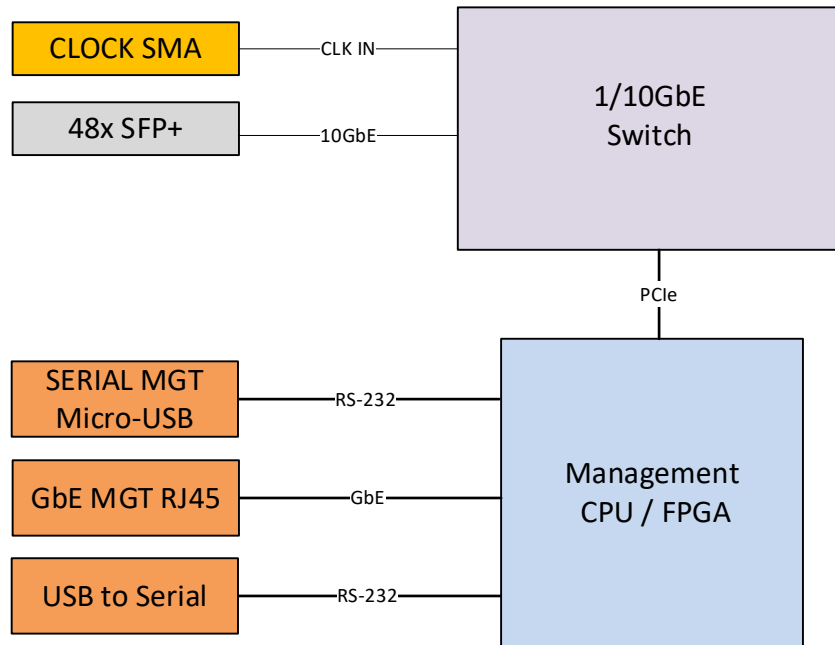 CLOCK SMA
CLK IN
48x SFP+
10GbE
1/10GbE
Switch
PCIe
SERIAL MGT
Micro-USB
RS-232
GbE MGT RJ45
GbE
Management
CPU / FPGA
USB to Serial
RS-232